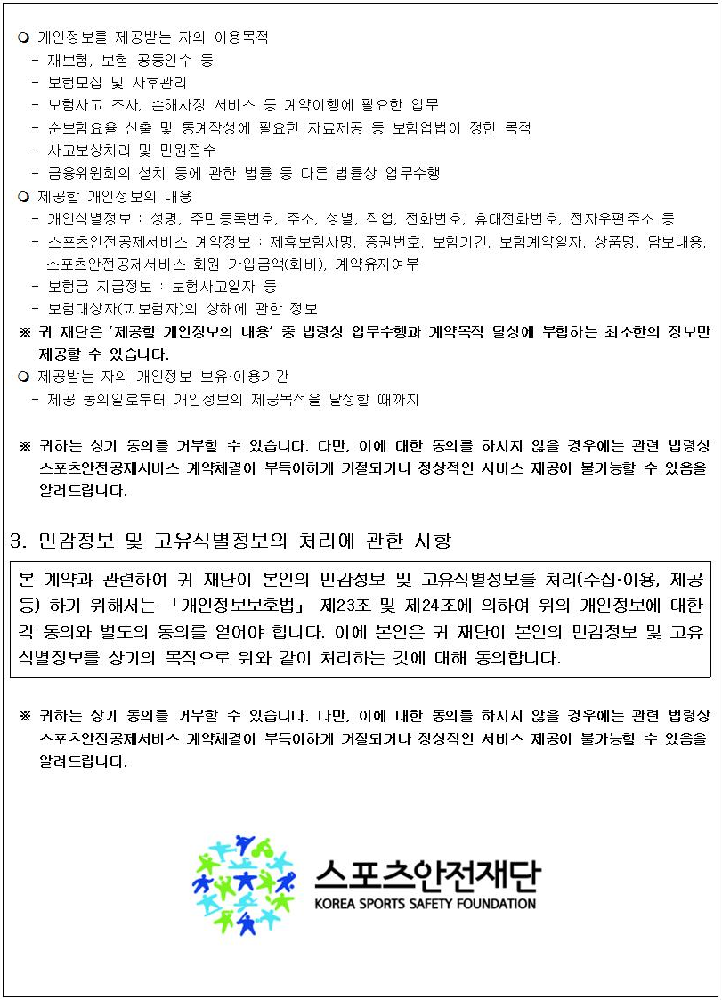 ❍ 개인정보를 제공받는 자의 이용목적
- 재보험, 보험 공동인수 등
- 보험모집 및 사후관리
- 보험사고 조사, 손해사정 서비스 등 계약이행에 필요한 업무
- 순보험요율 산출 및 통계작성에 필요한 자료제공 등 보험업법이 정한 목적
- 사고보상처리 및 민원접수
- 금융위원회의 설치 등에 관한 법률 등 다른 법률상 업무수행
❍ 제공할 개인정보의 내용
- 개인식별정보 : 성명, 주민등록번호, 주소, 성별, 직업, 전화번호, 휴대전화번호, 전자우편주소 등
- 스포츠안전공제서비스 계약정보 : 제휴보험사명, 증권번호, 보험기간, 보험계약일자, 상품명, 담보내용,
스포츠안전공제서비스 회원 가입금액(회비), 계약유지여부
- 보험금 지급정보 : 보험사고일자 등
- 보험대상자(피보험자)의 상해에 관한 정보
※ 귀 재단은 ‘제공할 개인정보의 내용’ 중 법령상 업무수행과 계약목적 달성에 부합하는 최소한의 정보만
제공할 수 있습니다.
❍ 제공받는 자의 개인정보 보유·이용기간
- 제공 동의일로부터 개인정보의 제공목적을 달성할 때까지
※ 귀하는 상기 동의를 거부할 수 있습니다. 다만, 이에 대한 동의를 하시지 않을 경우에는 관련 법령상
스포츠안전공제서비스 계약체결이 부득이하게 거절되거나 정상적인 서비스 제공이 불가능할 수 있음을
알려드립니다.
3. 민감정보 및 고유식별정보의 처리에 관한 사항
본 계약과 관련하여 귀 재단이 본인의 민감정보 및 고유식별정보를 처리(수집·이용, 제공
등) 하기 위해서는 「개인정보보호법」 제23조 및 제24조에 의하여 위의 개인정보에 대한
각 동의와 별도의 동의를 얻어야 합니다. 이에 본인은 귀 재단이 본인의 민감정보 및 고유
식별정보를 상기의 목적으로 위와 같이 처리하는 것에 대해 동의합니다.
※ 귀하는 상기 동의를 거부할 수 있습니다. 다만, 이에 대한 동의를 하시지 않을 경우에는 관련 법령상
스포츠안전공제서비스 계약체결이 부득이하게 거절되거나 정상적인 서비스 제공이 불가능할 수 있음을
알려드립니다.
스포츠안전재단
KOREA SPORTS SAFETY FOUNDATION